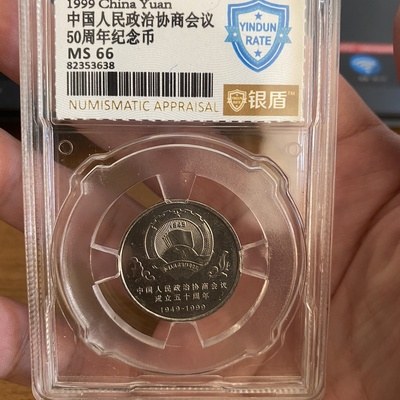 1999 China Yuan
中国人民政治协商会议
50周年纪念币
MS 66
82353638
YINDUN
RATE
NUMISMATIC APPRAISAL
银盾™
1949
中国人民政治协商会议
成立五十周年
1949-1999